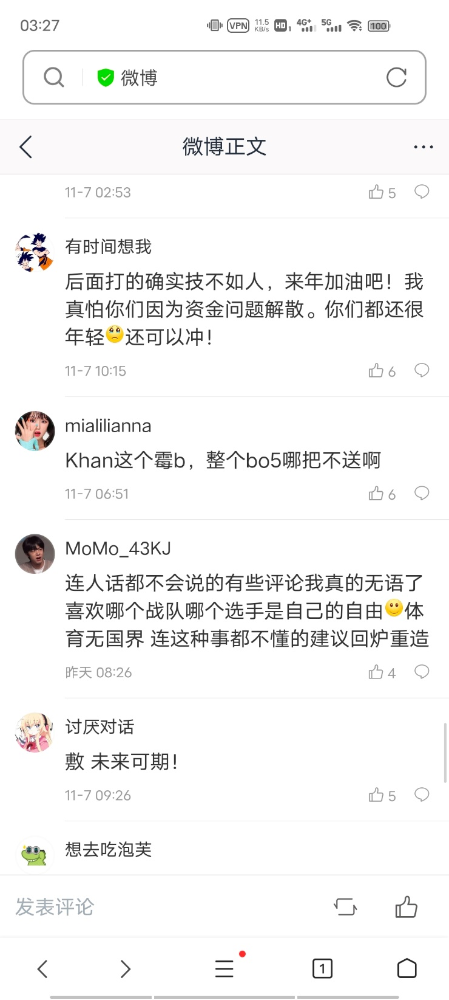 03:27
VPN
11.5
KB/s
HD 1
4G+
5G
100
微博
微博正文
11-7 02:53
5
有时间想我
后面打的确实技不如人，来年加油吧！我
真怕你们因为资金问题解散。你们都还很
年轻还可以冲！
11-7 10:15
6
mialilianna
Khan这个霉b，整个bo5哪把不送啊
11-7 06:51
6
MoMo_43KJ
连人话都不会说的有些评论我真的无语了
喜欢哪个战队哪个选手是自己的自由体
育无国界 连这种事都不懂的建议回炉重造
昨天 08:26
4
讨厌对话
敷 未来可期！
11-7 09:26
5
想去吃泡芙
发表评论
1